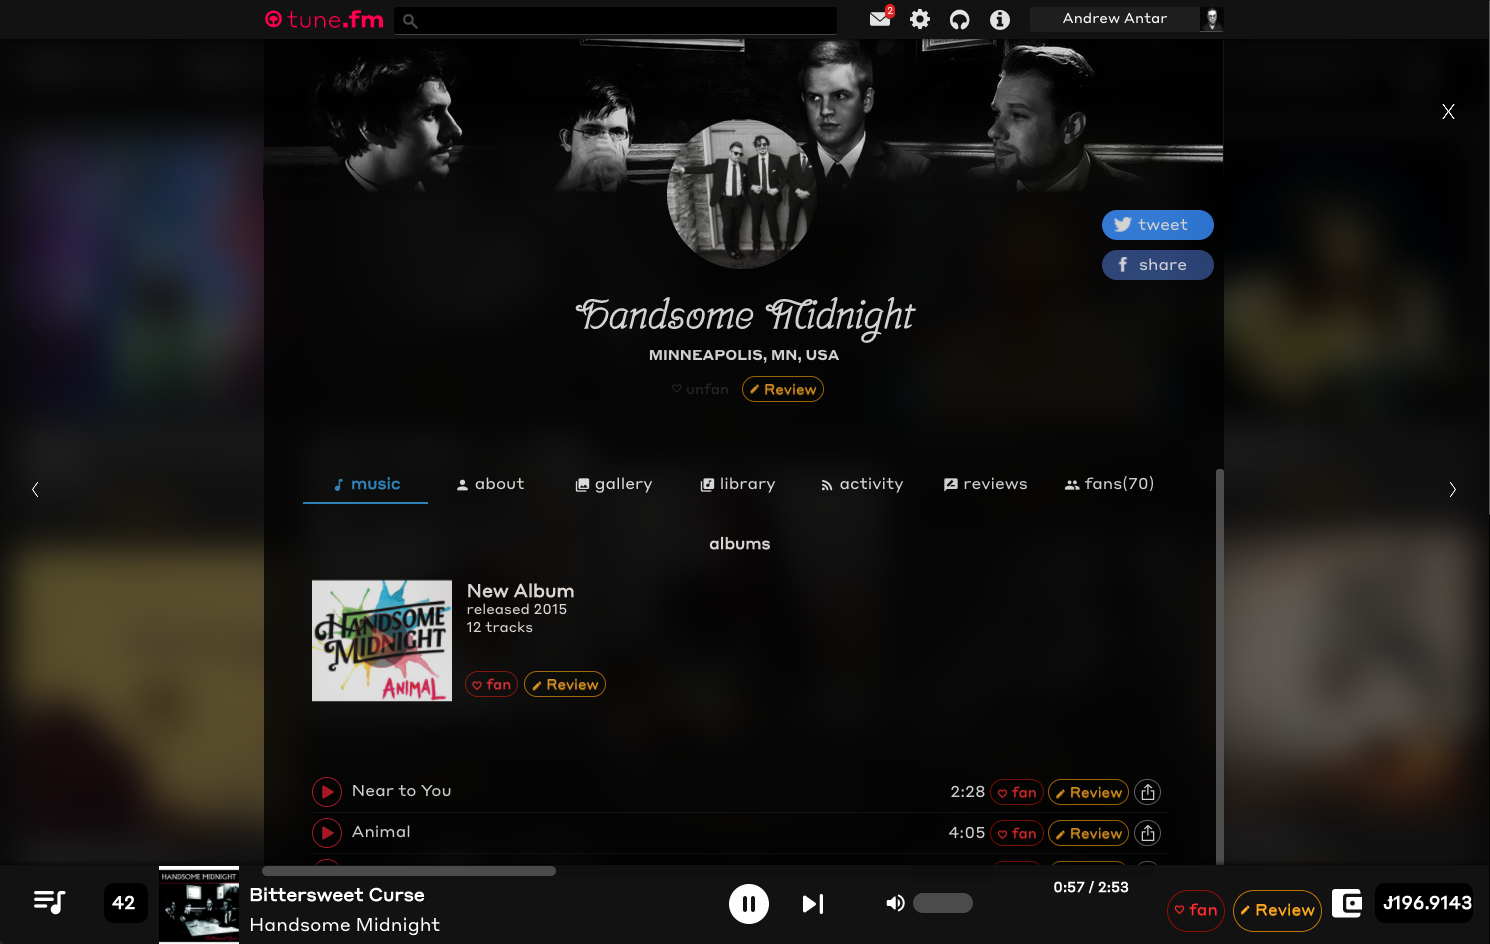 tune.fm
2
Andrew Antar
X
tweet
share
Handsome Midnight
MINNEAPOLIS, MN, USA
unfan
Review
music
about
gallery
library
activity
reviews
fans(70)
albums
HANDSOME
MIDNIGHT
ANIMAL
New Album
released 2015
12 tracks
fan
Review
Near to You
2:28
fan
Review
Animal
4:05
fan
Review
42
HANDSOME MIDNIGHT
Bittersweet Curse
Handsome Midnight
0:57 / 2:53
fan
Review
J196.9143